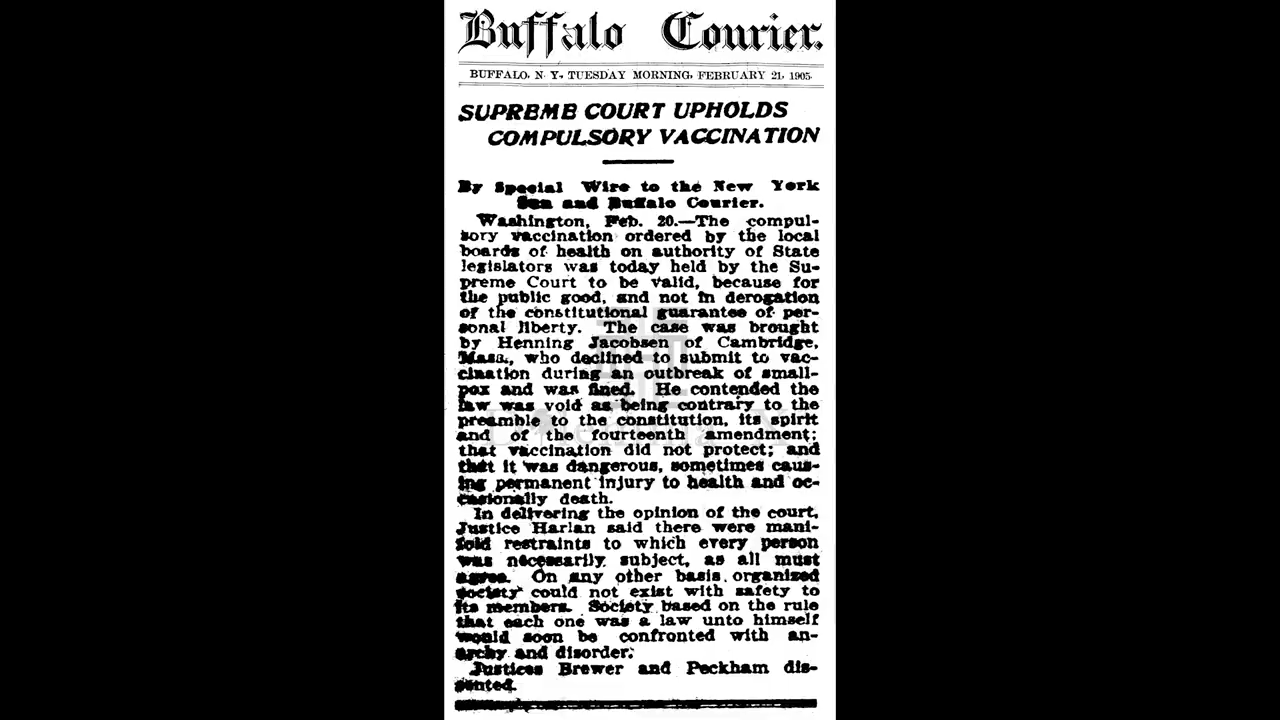 Buffalo Courier.
BUFFALO, N. Y., TUESDAY MORNING, FEBRUARY 21, 1905.
SUPREME COURT UPHOLDS
COMPULSORY VACCINATION
By Special Wire to the New York
Sun and Buffalo Courier.
Washington, Feb. 20.—The compul-
sory vaccination ordered by the local
boards of health on authority of State
legislators was today held by the Su-
preme Court to be valid, because for
the public good, and not in derogation
of the constitutional guarantee of per-
sonal liberty. The case was brought
by Henning Jacobsen of Cambridge,
Mass., who declined to submit to vac-
cination during an outbreak of small-
pox and was fined. He contended the
law was void as being contrary to the
preamble to the constitution, its spirit
and of the fourteenth amendment;
that vaccination did not protect; and
that it was dangerous, sometimes caus-
ing permanent injury to health and oc-
casionally death.
In delivering the opinion of the court,
Justice Harlan said there were mani-
fold restraints to which every person
was necessarily subject, as all must
agree. On any other basis organized
society could not exist with safety to
its members. Society based on the rule
that each one was a law unto himself
would soon be confronted with an-
archy and disorder.
Justices Brewer and Peckham dis-
sented.